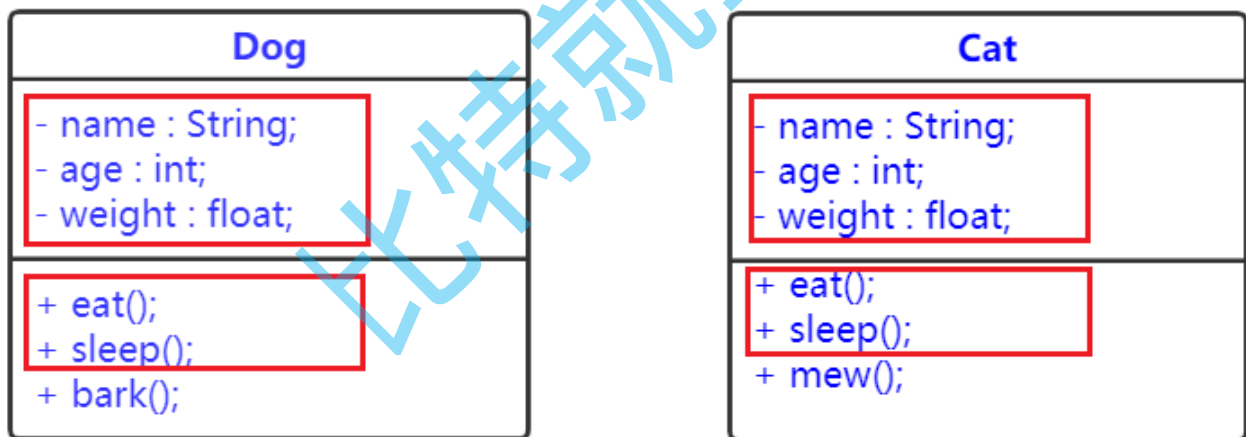 Dog
- name : String;
- age : int;
- weight : float;
+ eat();
+ sleep();
+ bark();
Cat
- name : String;
- age : int;
- weight : float;
+ eat();
+ sleep();
+ mew();
比特就